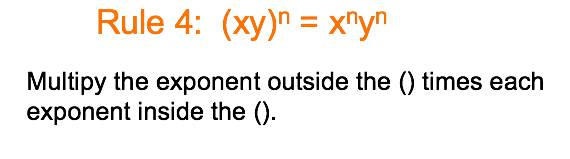 Rule 4: (xy)ⁿ = xⁿyⁿ
Multipy the exponent outside the () times each
exponent inside the ().